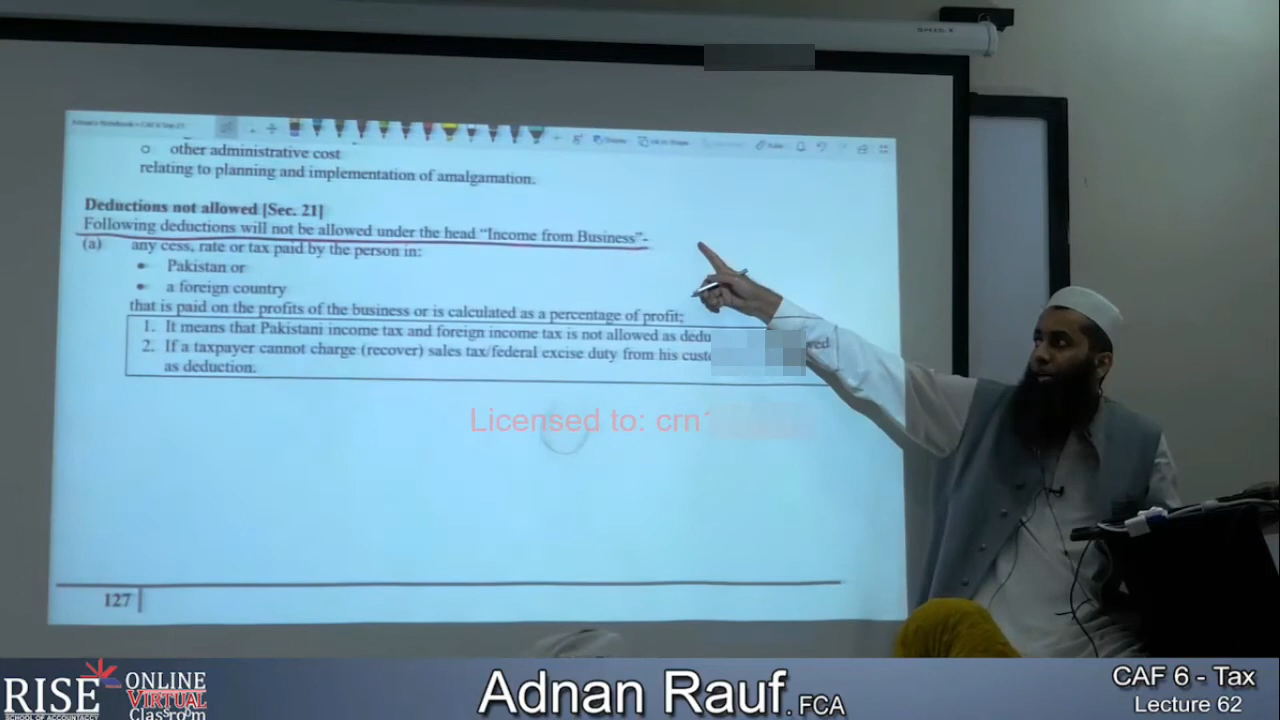 o other administrative cost
relating to planning and implementation of amalgamation.
Deductions not allowed [Sec. 21]
Following deductions will not be allowed under the head “Income from Business”-
(a) any cess, rate or tax paid by the person in:
• Pakistan or
• a foreign country
that is paid on the profits of the business or is calculated as a percentage of profit;
1. It means that Pakistani income tax and foreign income tax is not allowed as dedu
2. If a taxpayer cannot charge (recover) sales tax/federal excise duty from his cust
as deduction.
Licensed to: crn
127
RISE
SCHOOL OF ACCOUNTANCY
ONLINE
VIRTUAL
Classroom
Adnan Rauf. FCA
CAF 6 - Tax
Lecture 62